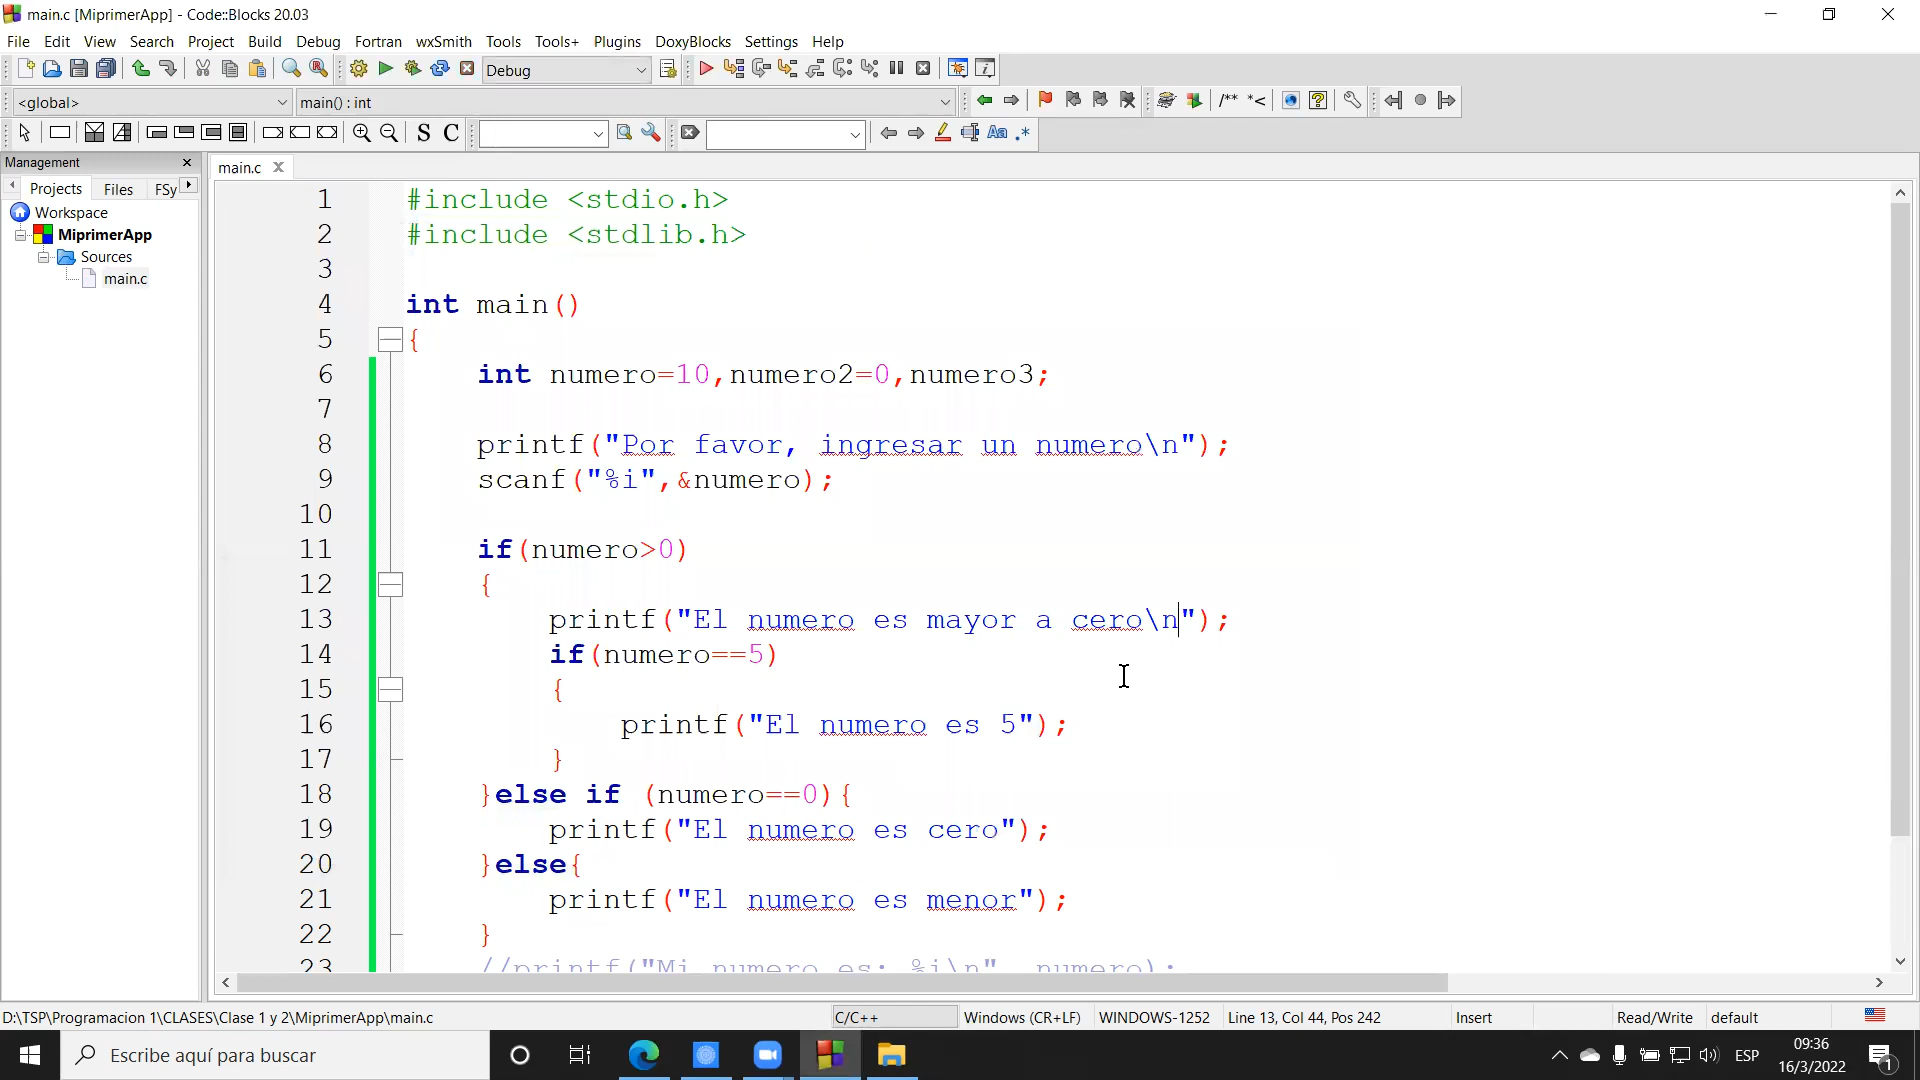 main.c [MiprimerApp] - Code::Blocks 20.03
File Edit View Search Project Build Debug Fortran wxSmith Tools Tools+ Plugins DoxyBlocks Settings Help
Debug
<global> main() : int /** *<
S C Aa .*
Management
main.c
Projects Files FSy
Workspace
MiprimerApp
Sources
main.c
1 #include <stdio.h>
2 #include <stdlib.h>
3
4 int main()
5 {
6 int numero=10,numero2=0,numero3;
7
8 printf("Por favor, ingresar un numero\n");
9 scanf("%i",&numero);
10
11 if(numero>0)
12 {
13 printf("El numero es mayor a cero\n");
14 if(numero==5)
15 {
16 printf("El numero es 5");
17 }
18 }else if (numero==0){
19 printf("El numero es cero");
20 }else{
21 printf("El numero es menor");
22 }
23 //printf("Mi numero es: %i\n", numero);
D:\TSP\Programacion 1\CLASES\Clase 1 y 2\MiprimerApp\main.c C/C++ Windows (CR+LF) WINDOWS-1252 Line 13, Col 44, Pos 242 Insert Read/Write default
Escribe aquí para buscar
ESP
09:36
16/3/2022
1